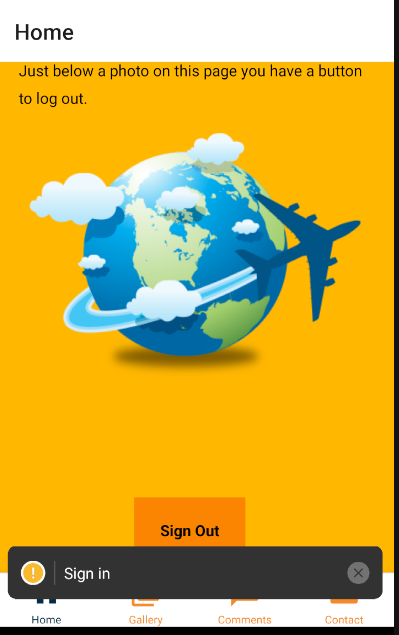 Home
Just below a photo on this page you have a button
to log out.
Sign Out
Sign in
Home
Gallery
Comments
Contact